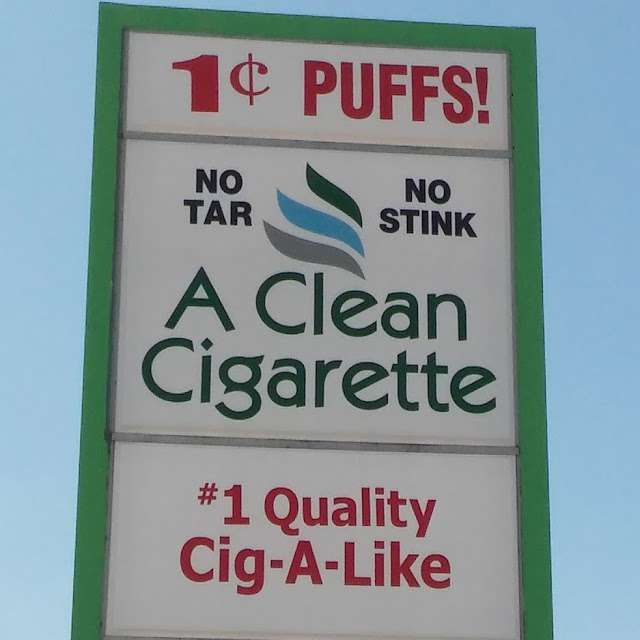 1¢ PUFFS!
NO TAR
NO STINK
A Clean
Cigarette
#1 Quality
Cig-A-Like